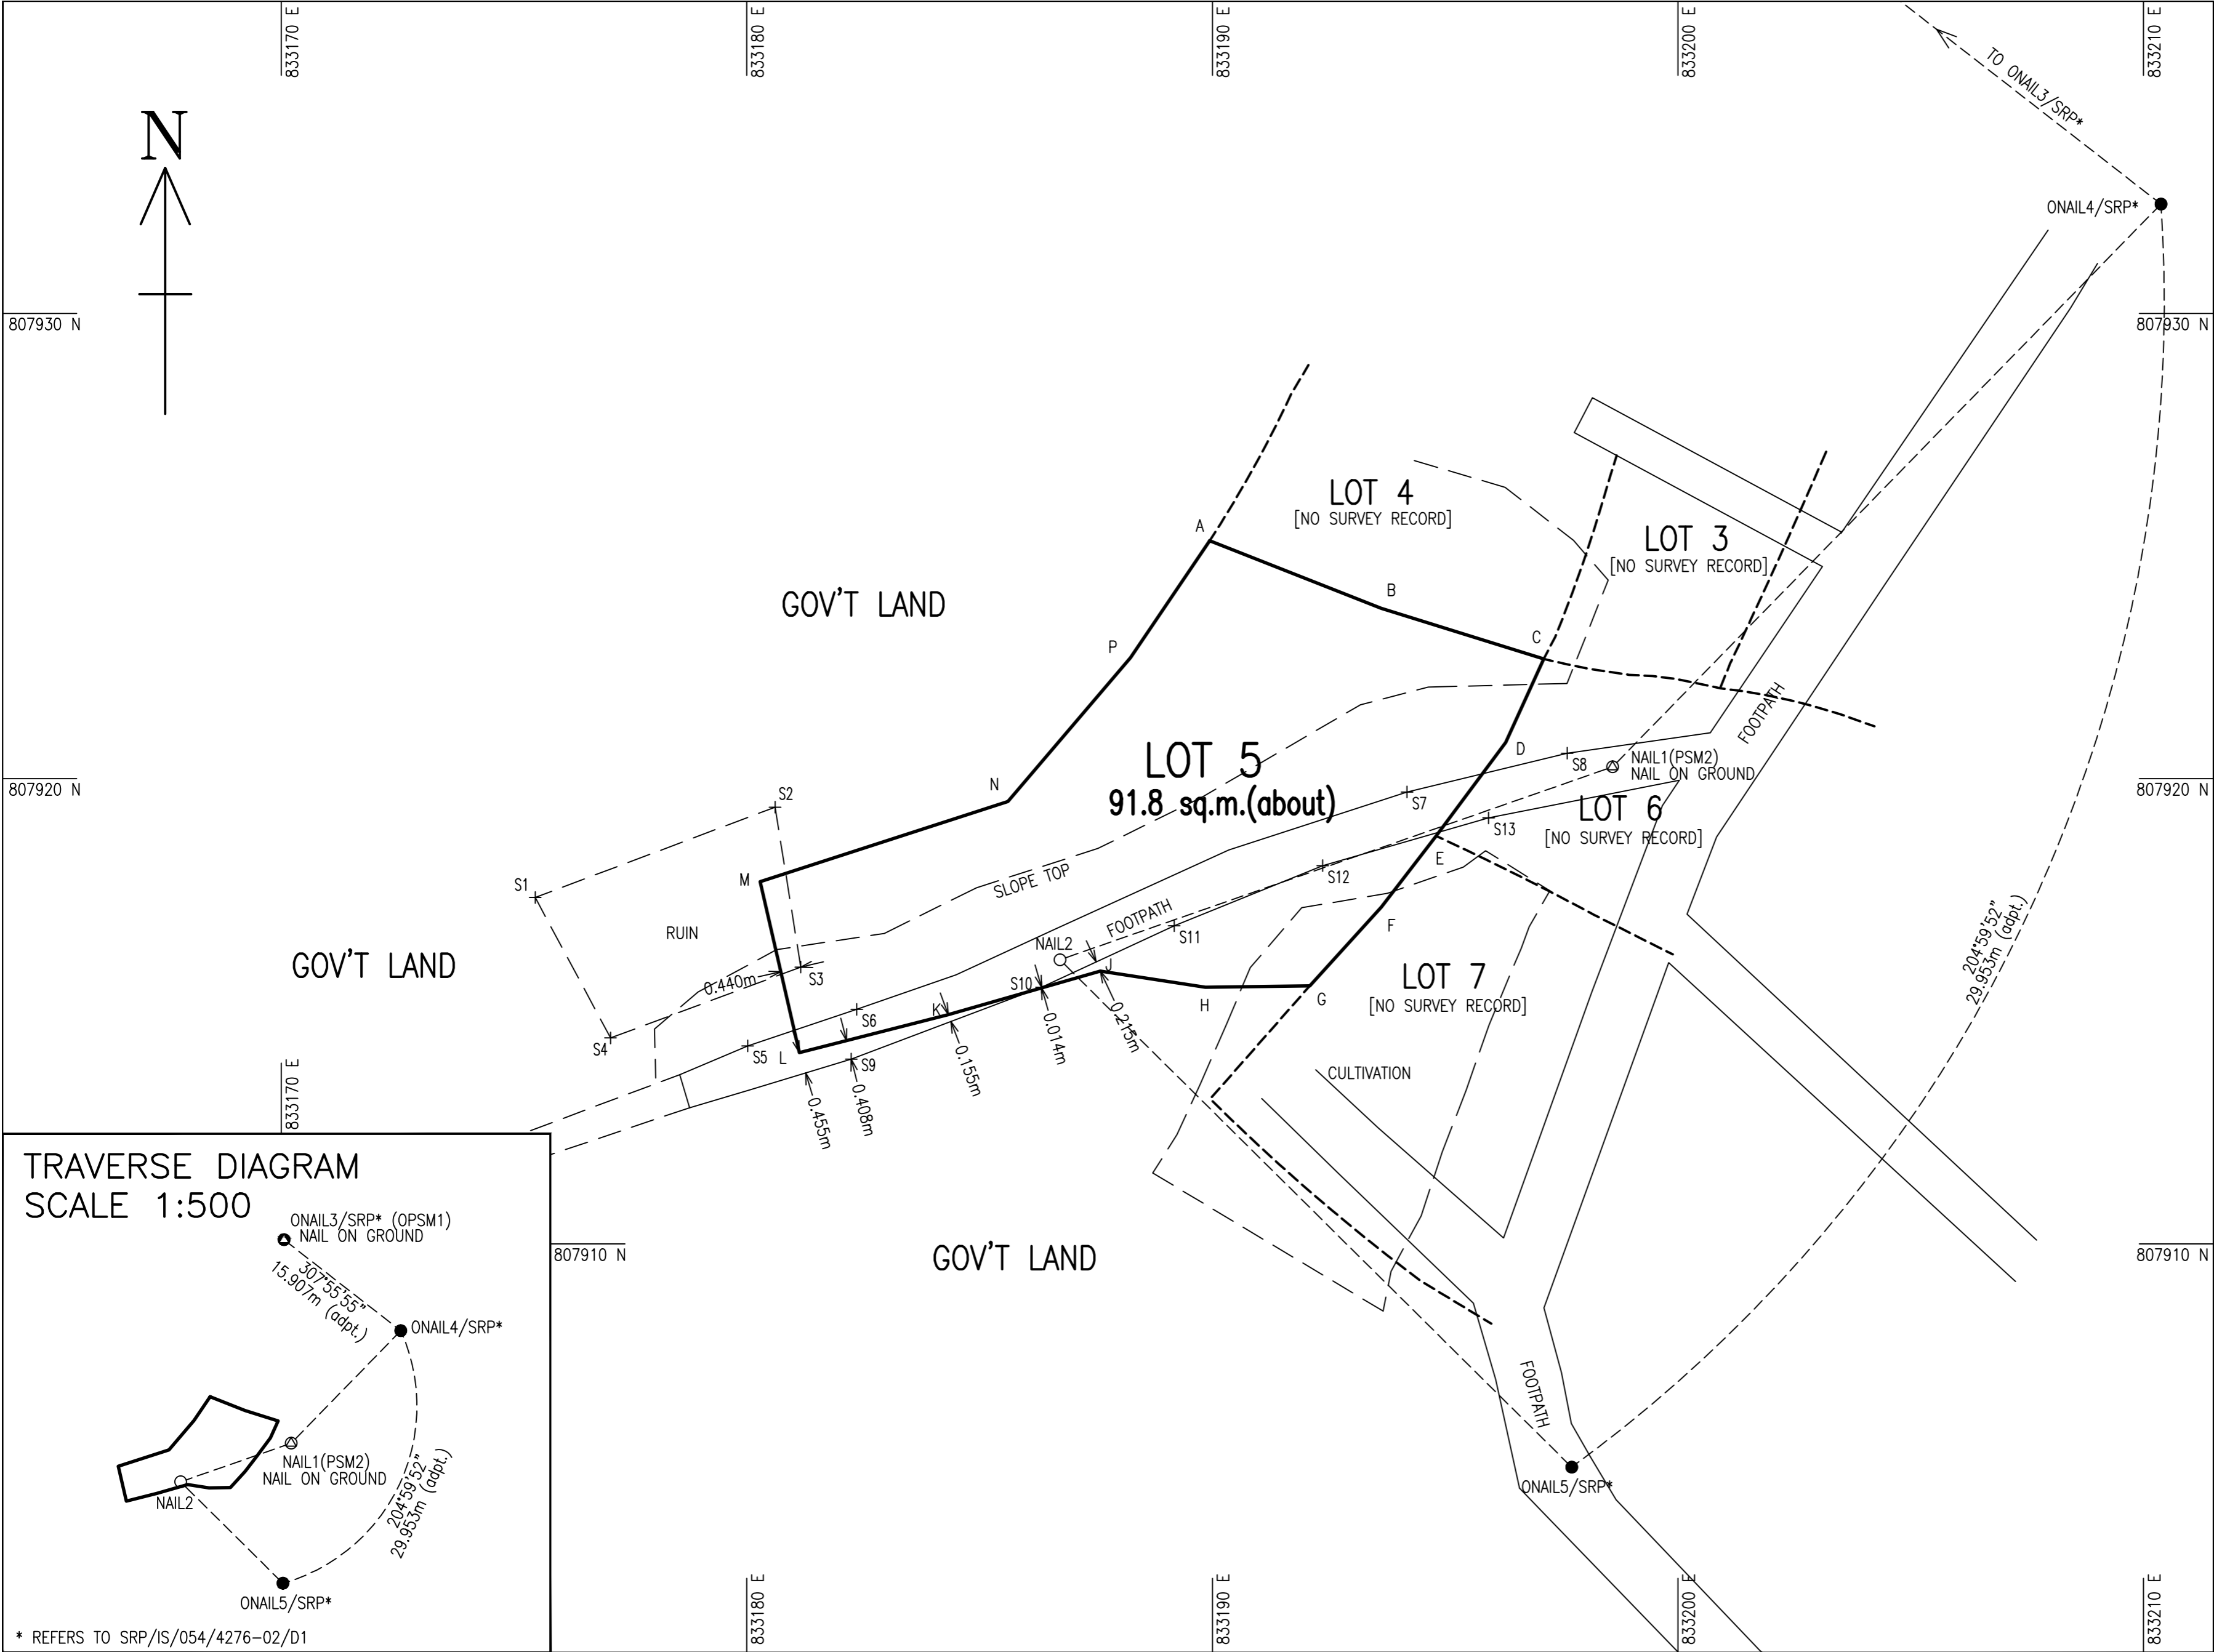 833170 E
833180 E
833190 E
833200 E
833210 E
N
TO ONAIL3/SRP*
ONAIL4/SRP*
807930 N
807930 N
LOT 4
[NO SURVEY RECORD]
A
LOT 3
[NO SURVEY RECORD]
B
GOV'T LAND
C
P
FOOTPATH
LOT 5
91.8 sq.m.(about)
D
S8
NAIL1(PSM2)
NAIL ON GROUND
807920 N
807920 N
N
S2
S7
LOT 6
[NO SURVEY RECORD]
S13
E
M
S1
SLOPE TOP
S12
RUIN
FOOTPATH
F
S11
NAIL2
GOV'T LAND
204°59'52"
29.953m (adpt.)
J
S3
0.440m
S10
LOT 7
[NO SURVEY RECORD]
H
G
K
S6
S4
S5
L
S9
0.215m
0.014m
0.155m
0.408m
0.455m
CULTIVATION
833170 E
GOV'T LAND
807910 N
807910 N
FOOTPATH
ONAIL5/SRP*
TRAVERSE DIAGRAM
SCALE 1:500
ONAIL3/SRP* (OPSM1)
NAIL ON GROUND
307°55'55"
15.907m (adpt.)
ONAIL4/SRP*
NAIL1(PSM2)
NAIL ON GROUND
NAIL2
204°59'52"
29.953m (adpt.)
ONAIL5/SRP*
* REFERS TO SRP/IS/054/4276-02/D1
833180 E
833190 E
833200 E
833210 E